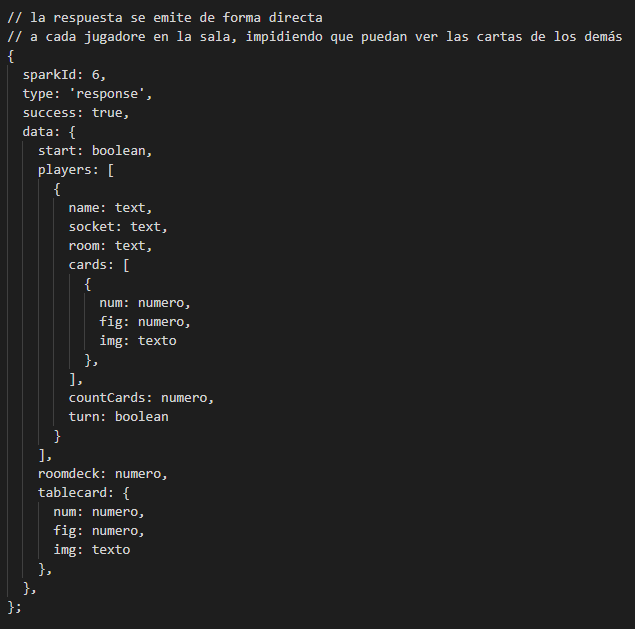 // la respuesta se emite de forma directa
// a cada jugadore en la sala, impidiendo que puedan ver las cartas de los demás
{
  sparkId: 6,
  type: 'response',
  success: true,
  data: {
    start: boolean,
    players: [
      {
        name: text,
        socket: text,
        room: text,
        cards: [
          {
            num: numero,
            fig: numero,
            img: texto
          },
        ],
        countCards: numero,
        turn: boolean
      }
    ],
    roomdeck: numero,
    tablecard: {
      num: numero,
      fig: numero,
      img: texto
    },
  },
};